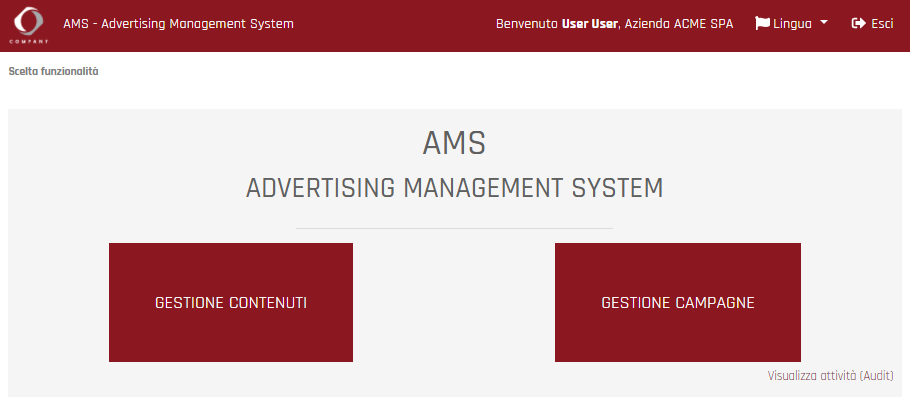 COMPANY
AMS - Advertising Management System
Benvenuto User User, Azienda ACME SPA
Lingua
Esci
Scelta funzionalità
AMS
ADVERTISING MANAGEMENT SYSTEM
GESTIONE CONTENUTI
GESTIONE CAMPAGNE
Visualizza attività (Audit)